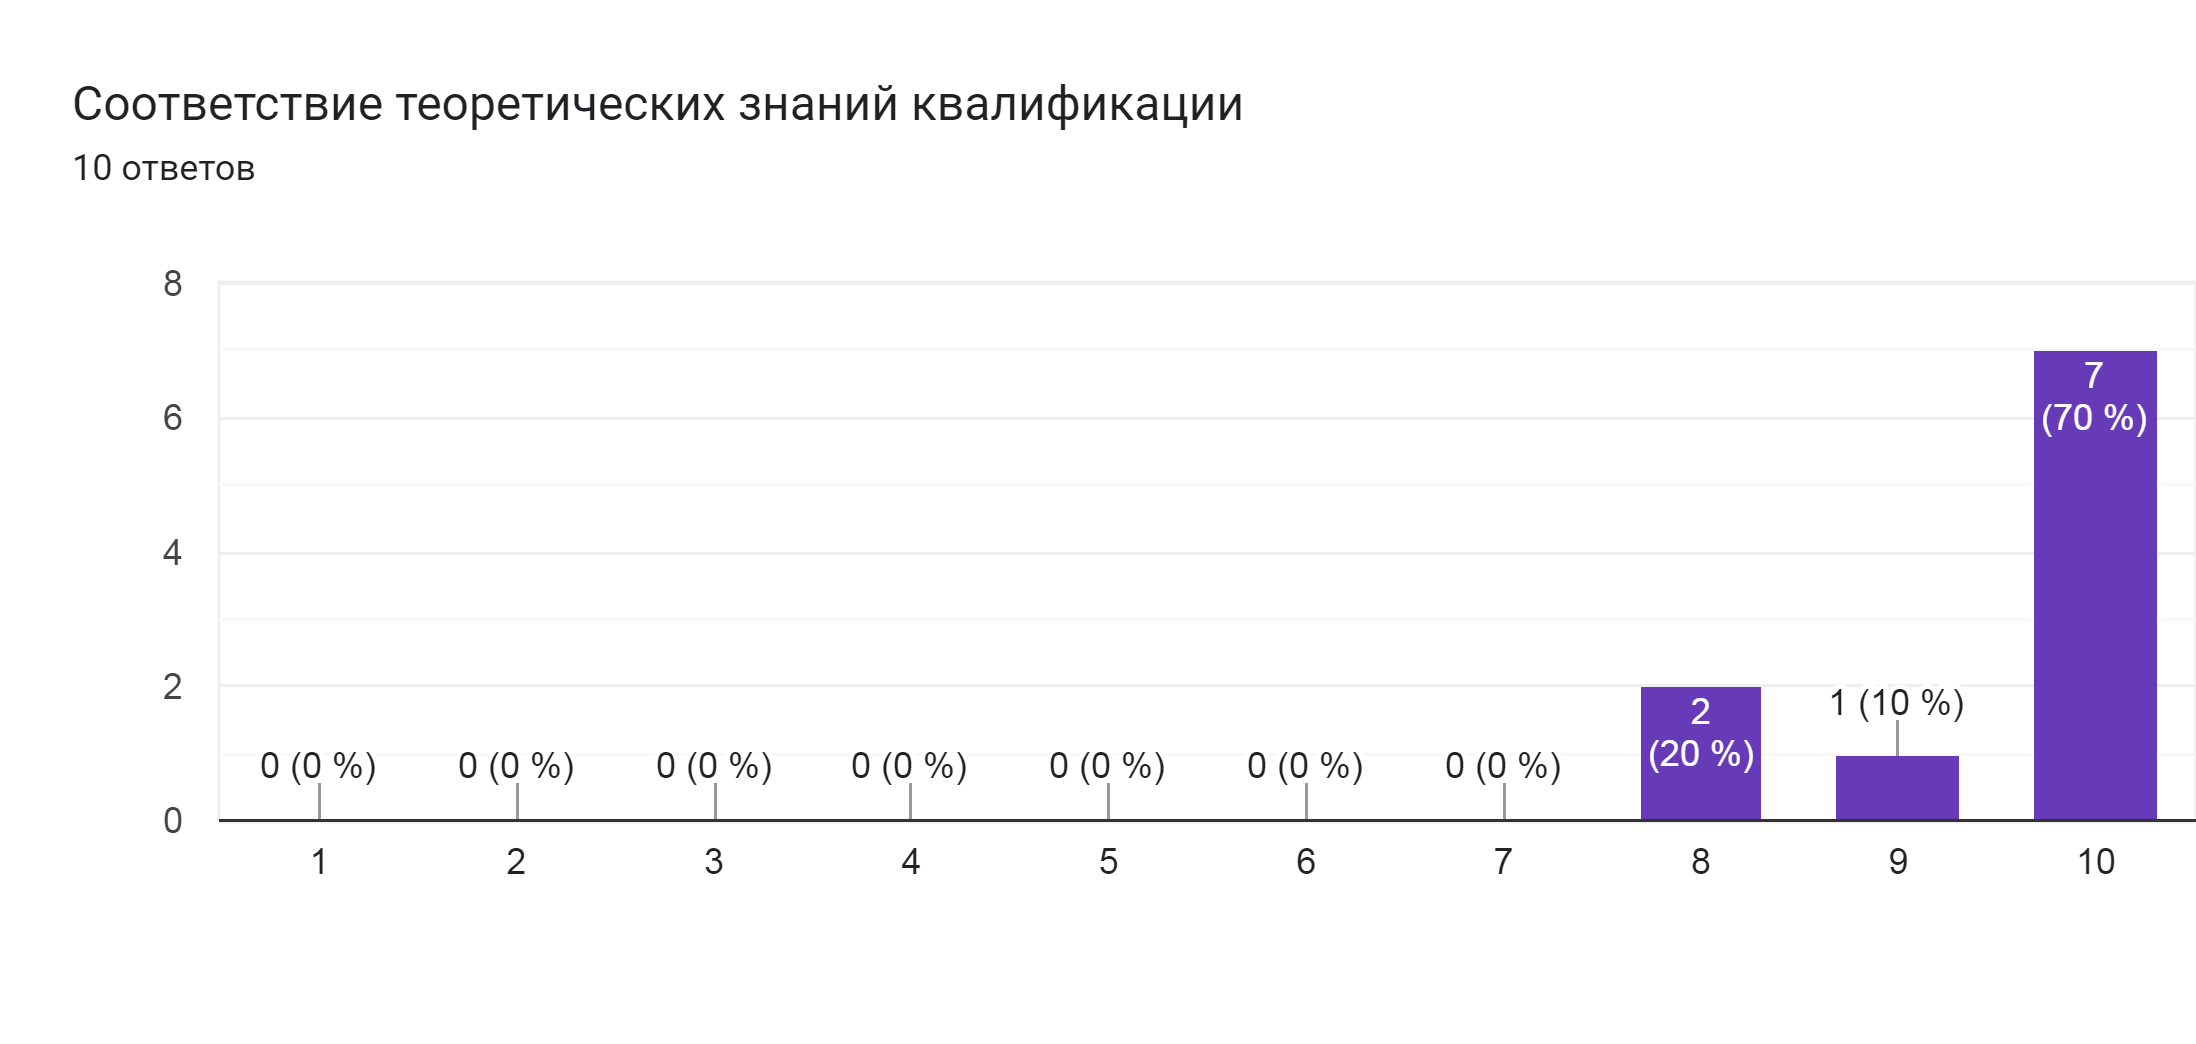 Соответствие теоретических знаний квалификации
10 ответов
8
6
4
2
0
0 (0 %) 0 (0 %) 0 (0 %) 0 (0 %) 0 (0 %) 0 (0 %) 0 (0 %)
2
(20 %)
1 (10 %)
7
(70 %)
1 2 3 4 5 6 7 8 9 10